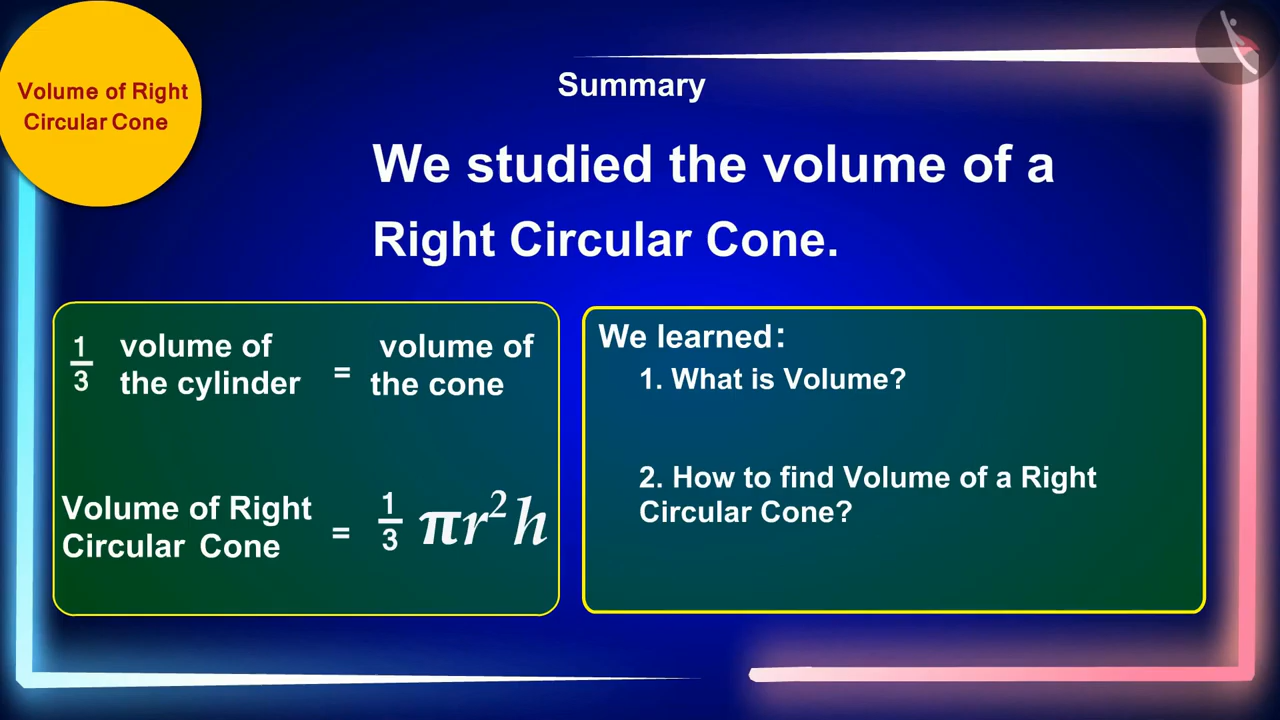 Volume of Right
Circular Cone
Summary
We studied the volume of a
Right Circular Cone.
1/3 volume of the cylinder = volume of the cone
Volume of Right Circular Cone = 1/3 πr²h
We learned:
1. What is Volume?
2. How to find Volume of a Right
Circular Cone?